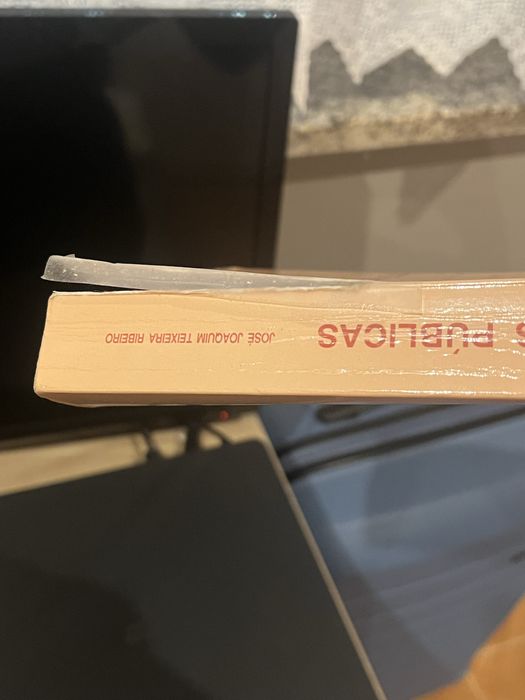 JOSÉ JOAQUIM TEIXEIRA RIBEIRO
S PÚBLICAS